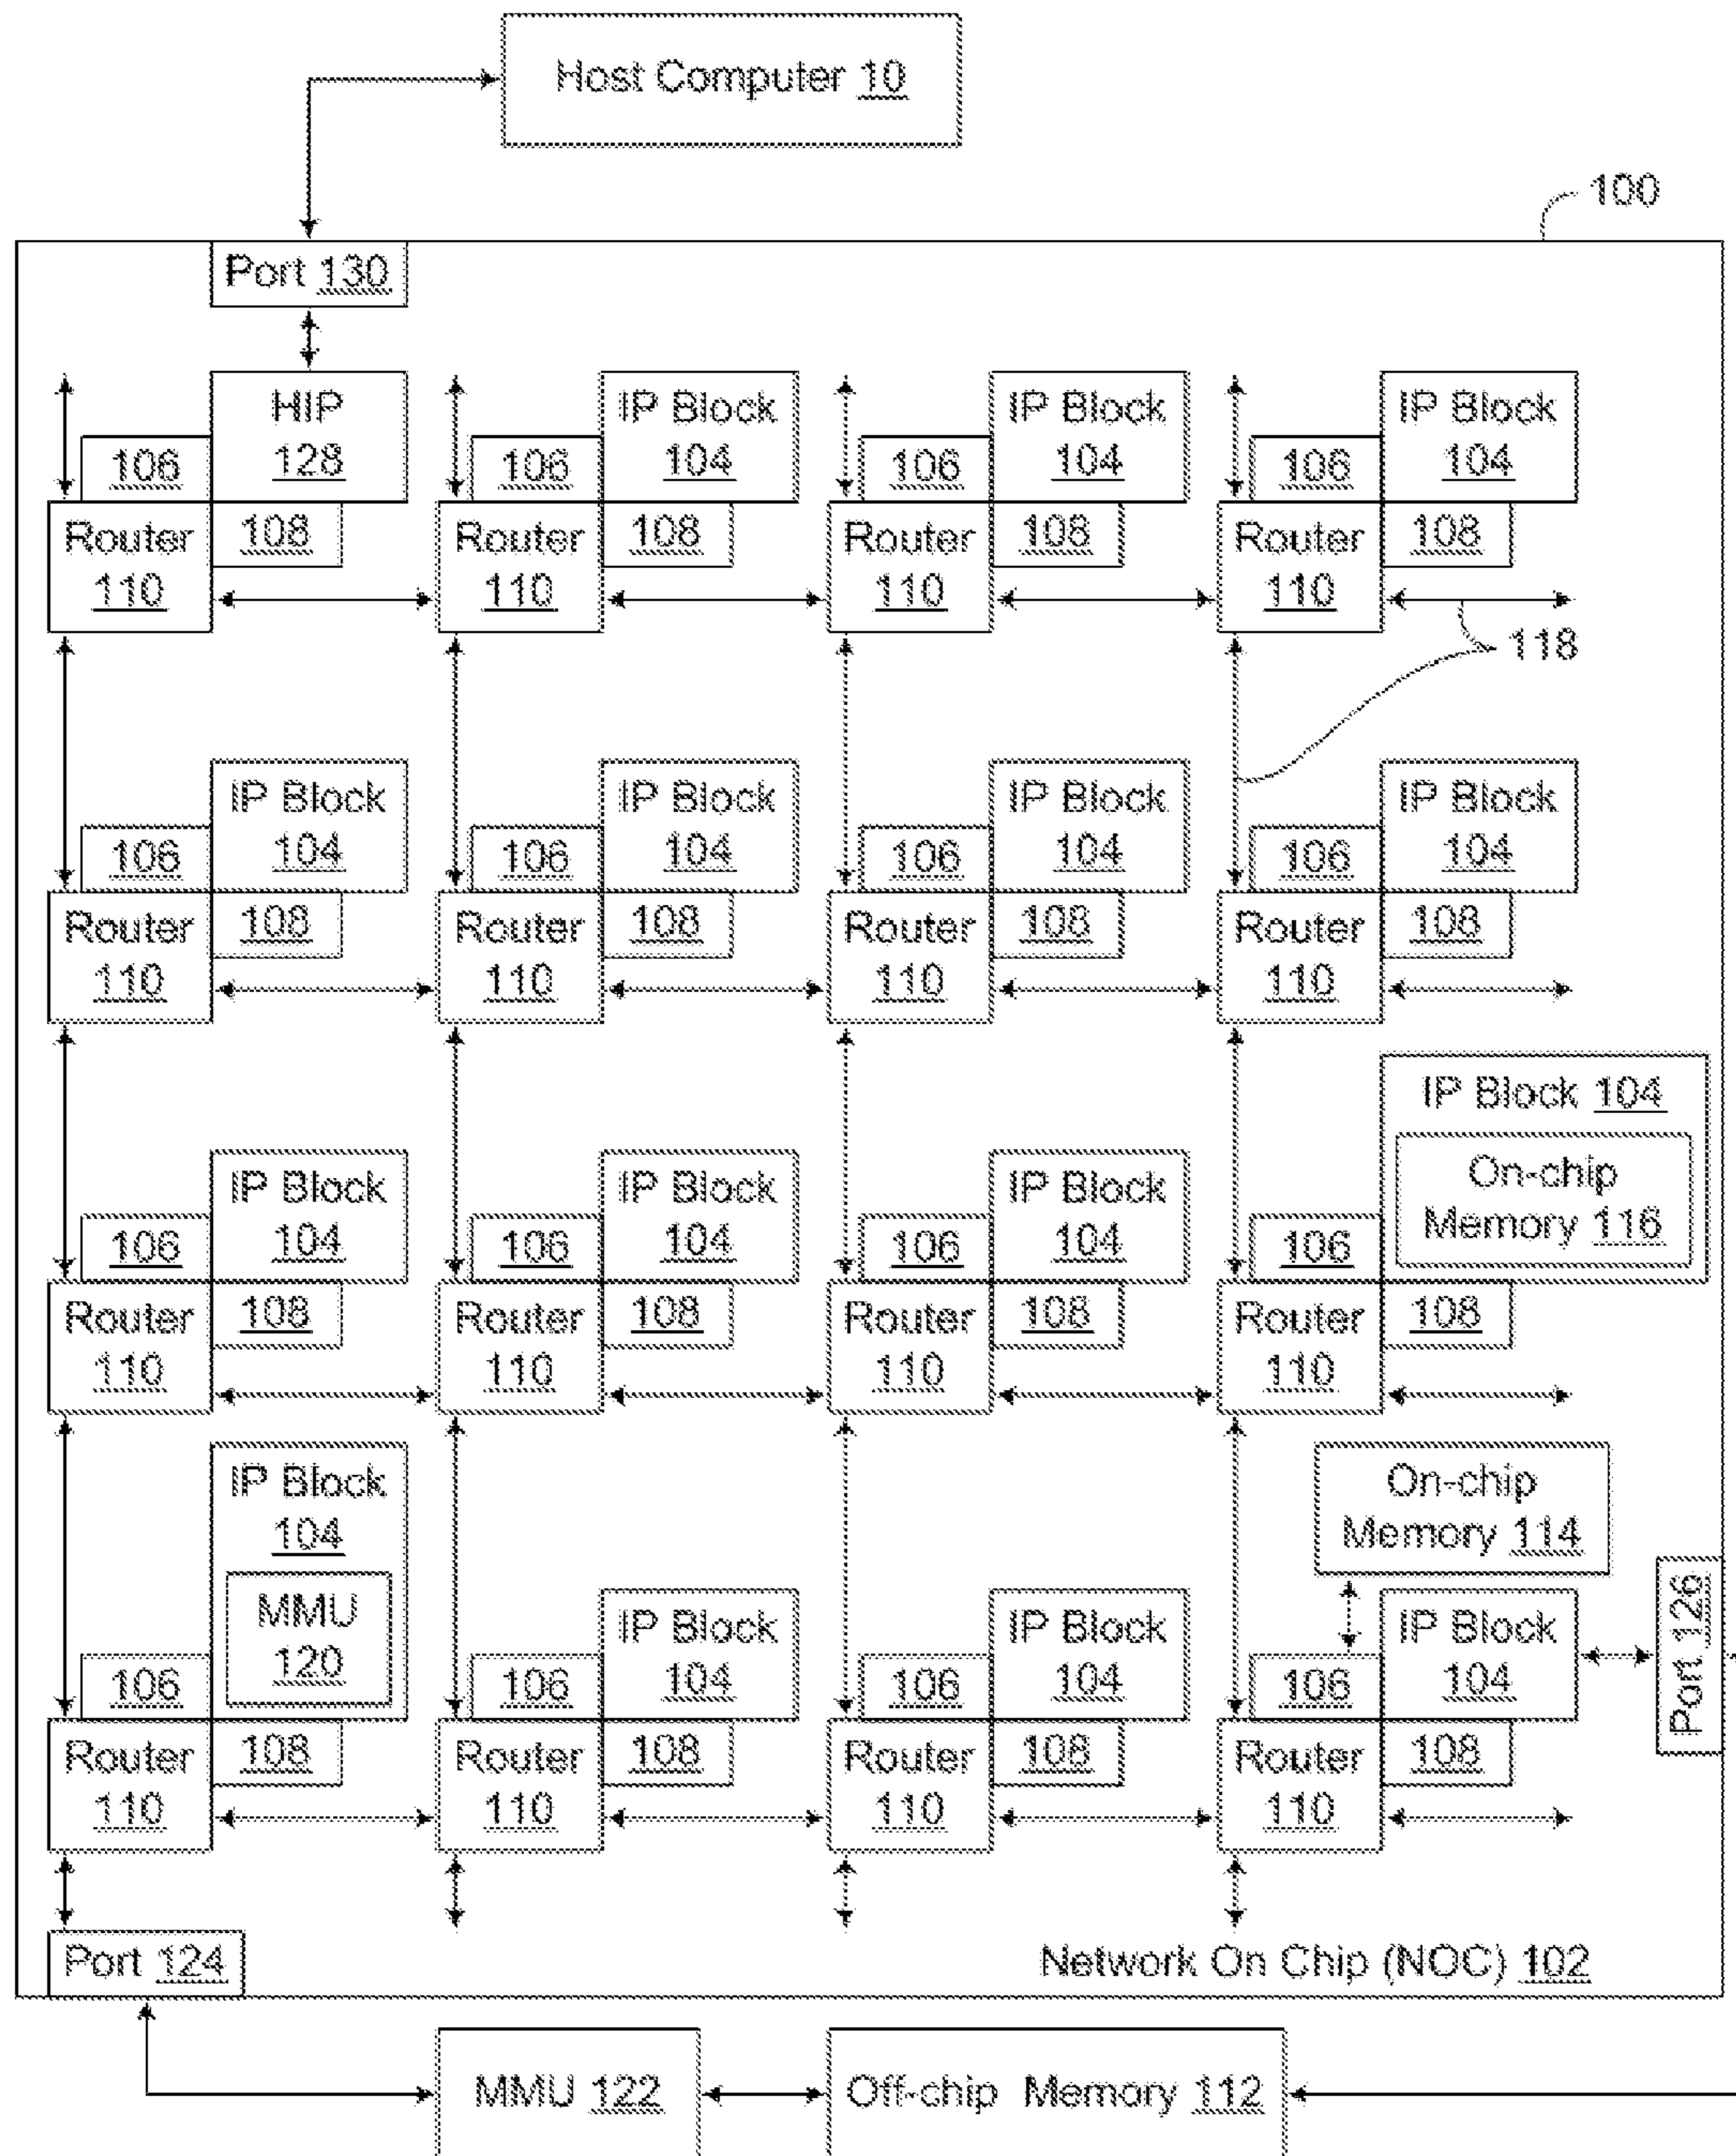 Host Computer 10
100
Port 130
HIP
128
106
Router
110
108
IP Block
104
106
Router
110
108
IP Block
104
106
Router
110
108
IP Block
104
106
Router
110
108
118
IP Block
104
106
Router
110
108
IP Block
104
106
Router
110
108
IP Block
104
106
Router
110
108
IP Block
104
106
Router
110
108
IP Block
104
106
Router
110
108
IP Block
104
106
Router
110
108
IP Block
104
106
Router
110
108
IP Block 104
On-chip
Memory 116
106
Router
110
108
IP Block
104
MMU
120
106
Router
110
108
IP Block
104
106
Router
110
108
IP Block
104
106
Router
110
108
On-chip
Memory 114
IP Block
104
106
Router
110
108
Port 126
Port 124
Network On Chip (NOC) 102
MMU 122
Off-chip Memory 112